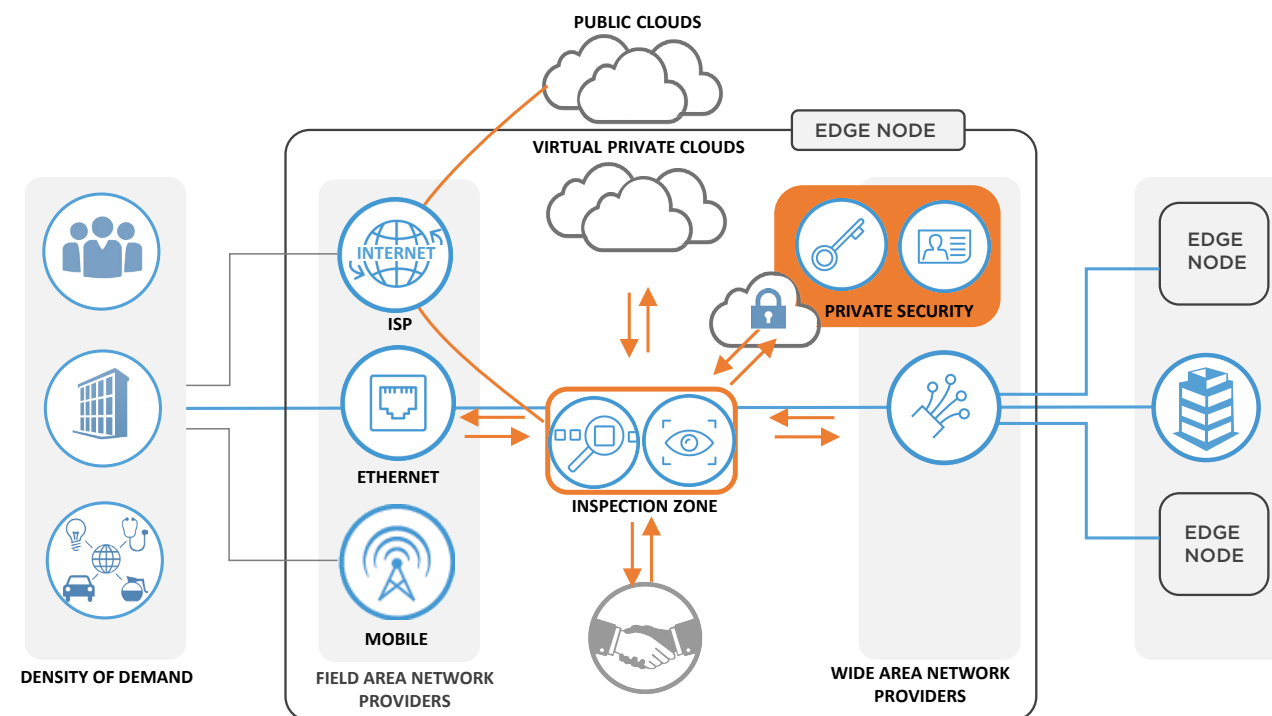 PUBLIC CLOUDS
EDGE NODE
VIRTUAL PRIVATE CLOUDS
INTERNET
ISP
PRIVATE SECURITY
EDGE
NODE
ETHERNET
INSPECTION ZONE
EDGE
NODE
MOBILE
DENSITY OF DEMAND
FIELD AREA NETWORK
PROVIDERS
WIDE AREA NETWORK
PROVIDERS